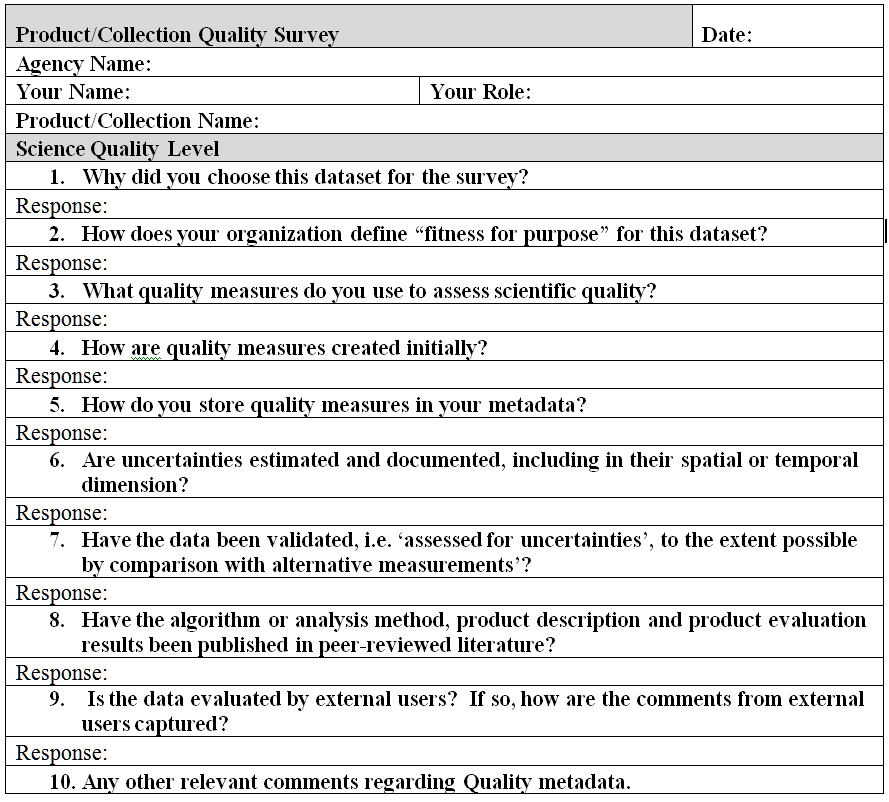 Product/Collection Quality Survey Date:
Agency Name:
Your Name: Your Role:
Product/Collection Name:
Science Quality Level
1. Why did you choose this dataset for the survey?
Response:
2. How does your organization define “fitness for purpose” for this dataset?
Response:
3. What quality measures do you use to assess scientific quality?
Response:
4. How are quality measures created initially?
Response:
5. How do you store quality measures in your metadata?
Response:
6. Are uncertainties estimated and documented, including in their spatial or temporal
dimension?
Response:
7. Have the data been validated, i.e. ‘assessed for uncertainties’, to the extent possible
by comparison with alternative measurements’?
Response:
8. Have the algorithm or analysis method, product description and product evaluation
results been published in peer-reviewed literature?
Response:
9. Is the data evaluated by external users? If so, how are the comments from external
users captured?
Response:
10. Any other relevant comments regarding Quality metadata.